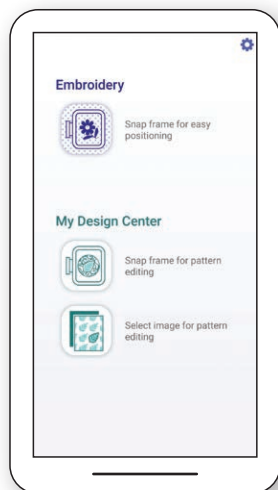 Embroidery
Snap frame for easy
positioning
My Design Center
Snap frame for pattern
editing
Select image for pattern
editing